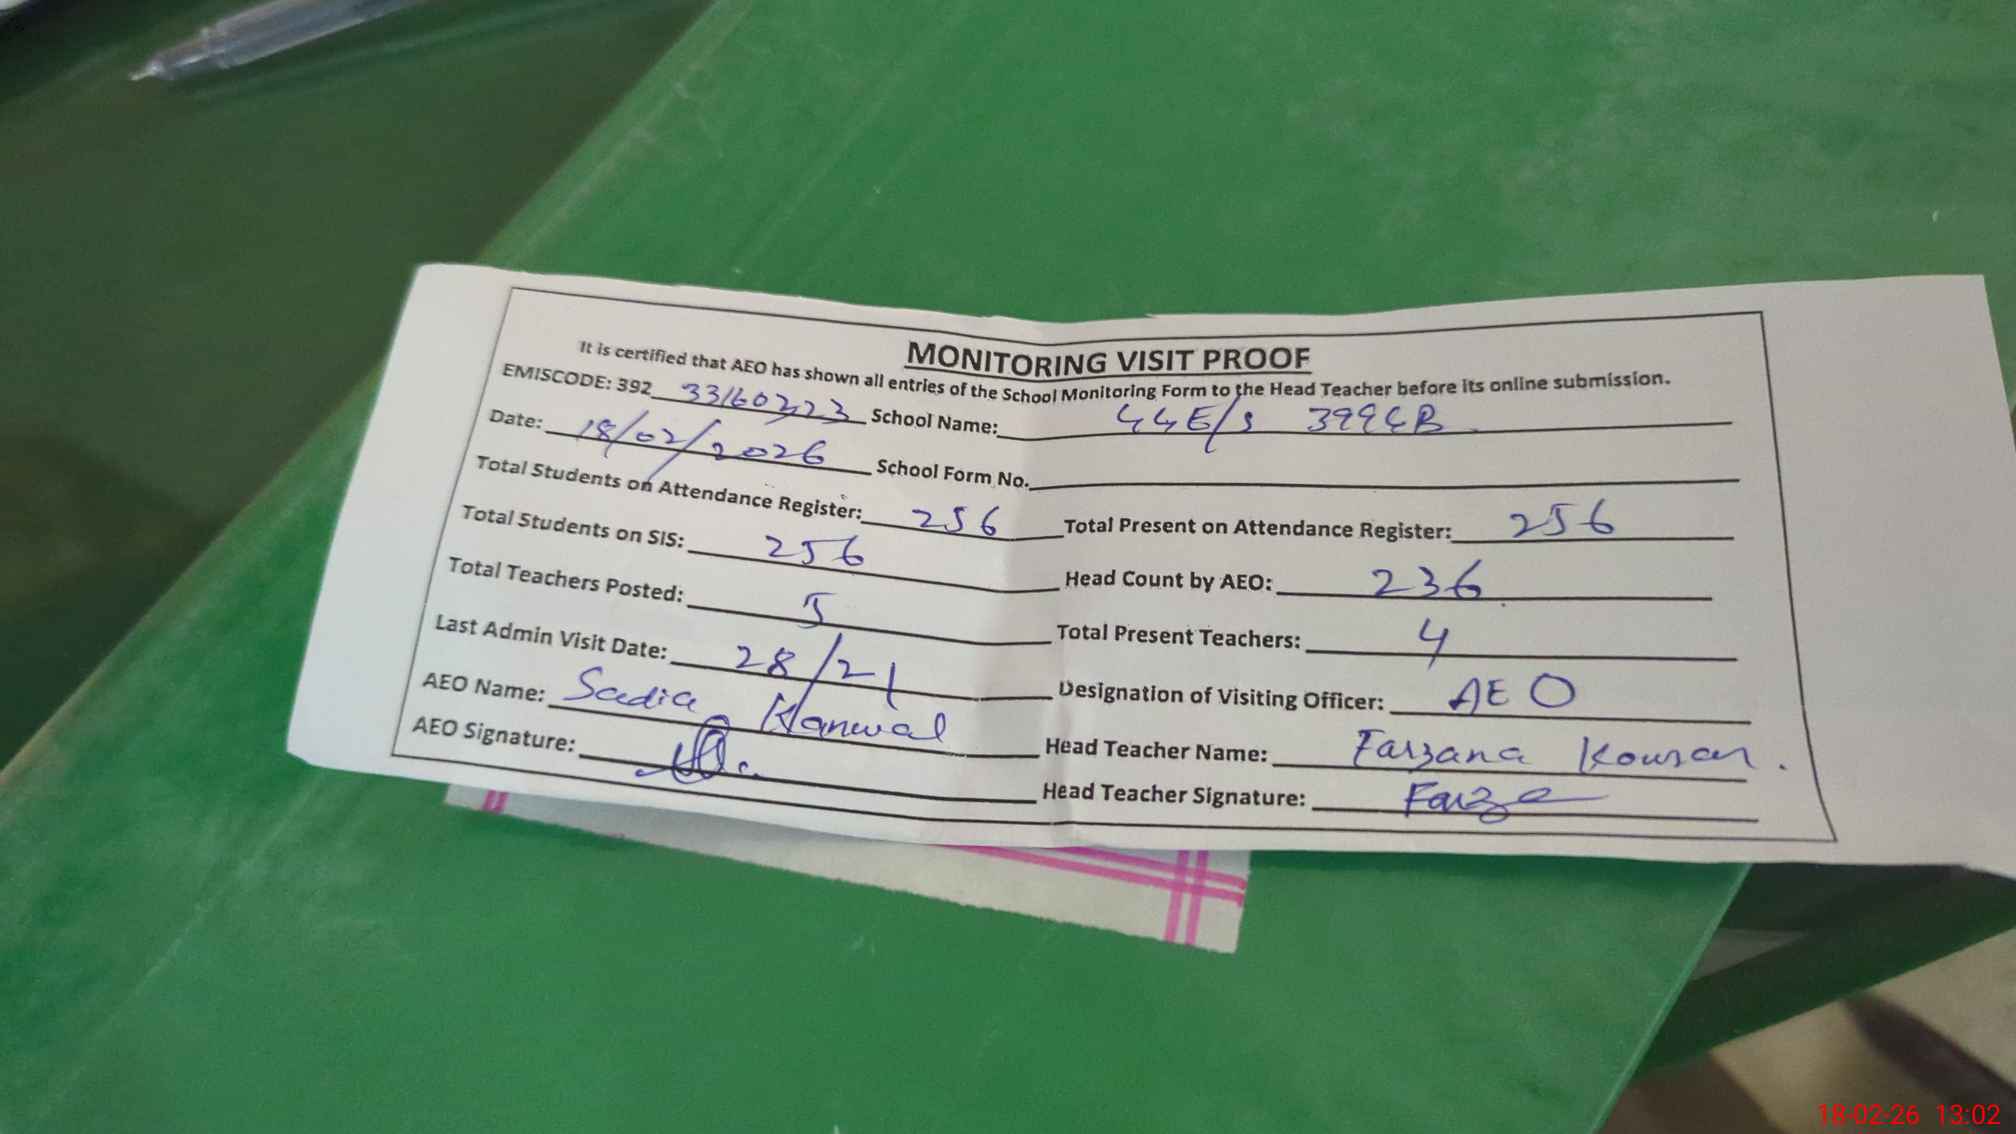 MONITORING VISIT PROOF
It is certified that AEO has shown all entries of the School Monitoring Form to the Head Teacher before its online submission.
EMISCODE: 392 33160323 School Name: GGE/S 399GB
Date: 18/02/2026 School Form No.
Total Students on Attendance Register: 256 Total Present on Attendance Register: 256
Total Students on SIS: 256 Head Count by AEO: 236
Total Teachers Posted: 5 Total Present Teachers: 4
Last Admin Visit Date: 28/21 Designation of Visiting Officer: AEO
AEO Name: Sadia Kanwal Head Teacher Name: Farzana Kousar.
AEO Signature: Head Teacher Signature: Farza
18-02-26 13:02